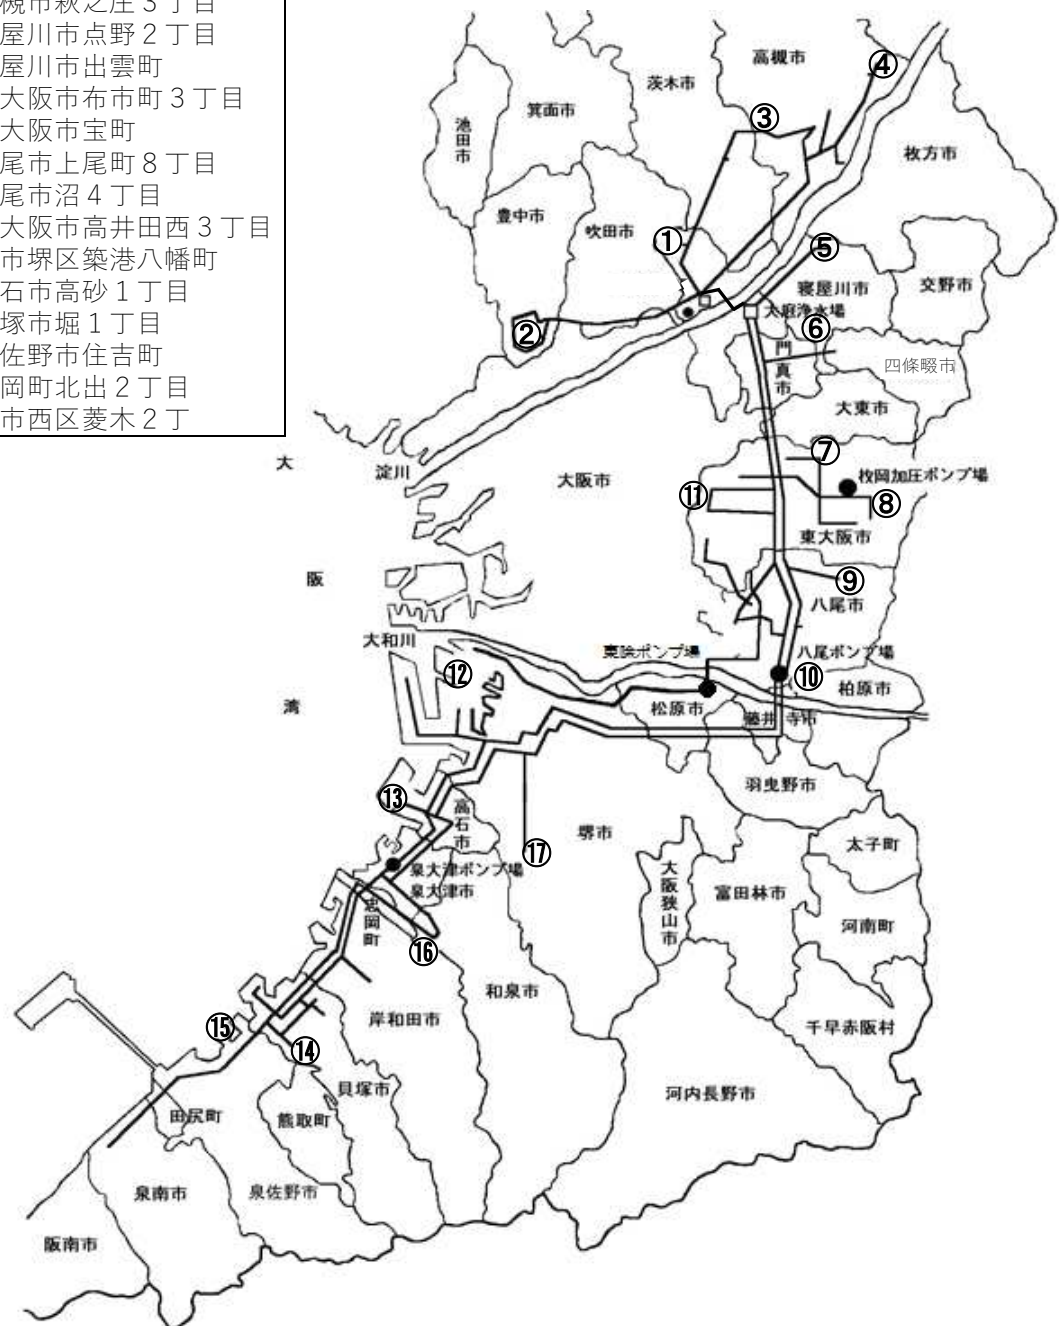 槻市萩之庄３丁目
屋川市点野２丁目
屋川市出雲町
大阪市布市町３丁目
大阪市宝町
尾市上尾町８丁目
尾市沼４丁目
大阪市高井田西３丁目
市堺区築港八幡町
石市高砂１丁目
塚市堀１丁目
佐野市住吉町
岡町北出２丁目
市西区菱木２丁
高槻市
④
茨木市
箕面市
③
池田市
枚方市
豊中市
吹田市
①
⑤
寝屋川市
交野市
大庭浄水場
②
⑥
門真市
四條畷市
大東市
大
淀川
大阪市
⑦
枚岡加圧ポンプ場
⑪
⑧
東大阪市
阪
⑨
八尾市
大和川
東除ポンプ場
八尾ポンプ場
⑫
⑩
柏原市
湾
松原市
藤井寺市
羽曳野市
⑬
高石市
堺市
太子町
⑰
泉大津ポンプ場
泉大津市
大阪狭山市
富田林市
忠岡町
河南町
⑯
和泉市
岸和田市
千早赤阪村
⑮
⑭
貝塚市
河内長野市
田尻町
熊取町
泉南市
泉佐野市
阪南市